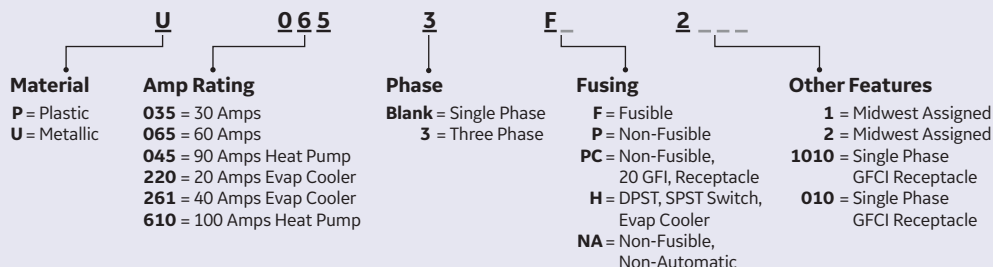 U 065 3 F_ 2_ _ _
Material
P = Plastic
U = Metallic
Amp Rating
035 = 30 Amps
065 = 60 Amps
045 = 90 Amps Heat Pump
220 = 20 Amps Evap Cooler
261 = 40 Amps Evap Cooler
610 = 100 Amps Heat Pump
Phase
Blank = Single Phase
3 = Three Phase
Fusing
F = Fusible
P = Non-Fusible
PC = Non-Fusible,
20 GFI, Receptacle
H = DPST, SPST Switch,
Evap Cooler
NA = Non-Fusible,
Non-Automatic
Other Features
1 = Midwest Assigned
2 = Midwest Assigned
1010 = Single Phase
GFCI Receptacle
010 = Single Phase
GFCI Receptacle